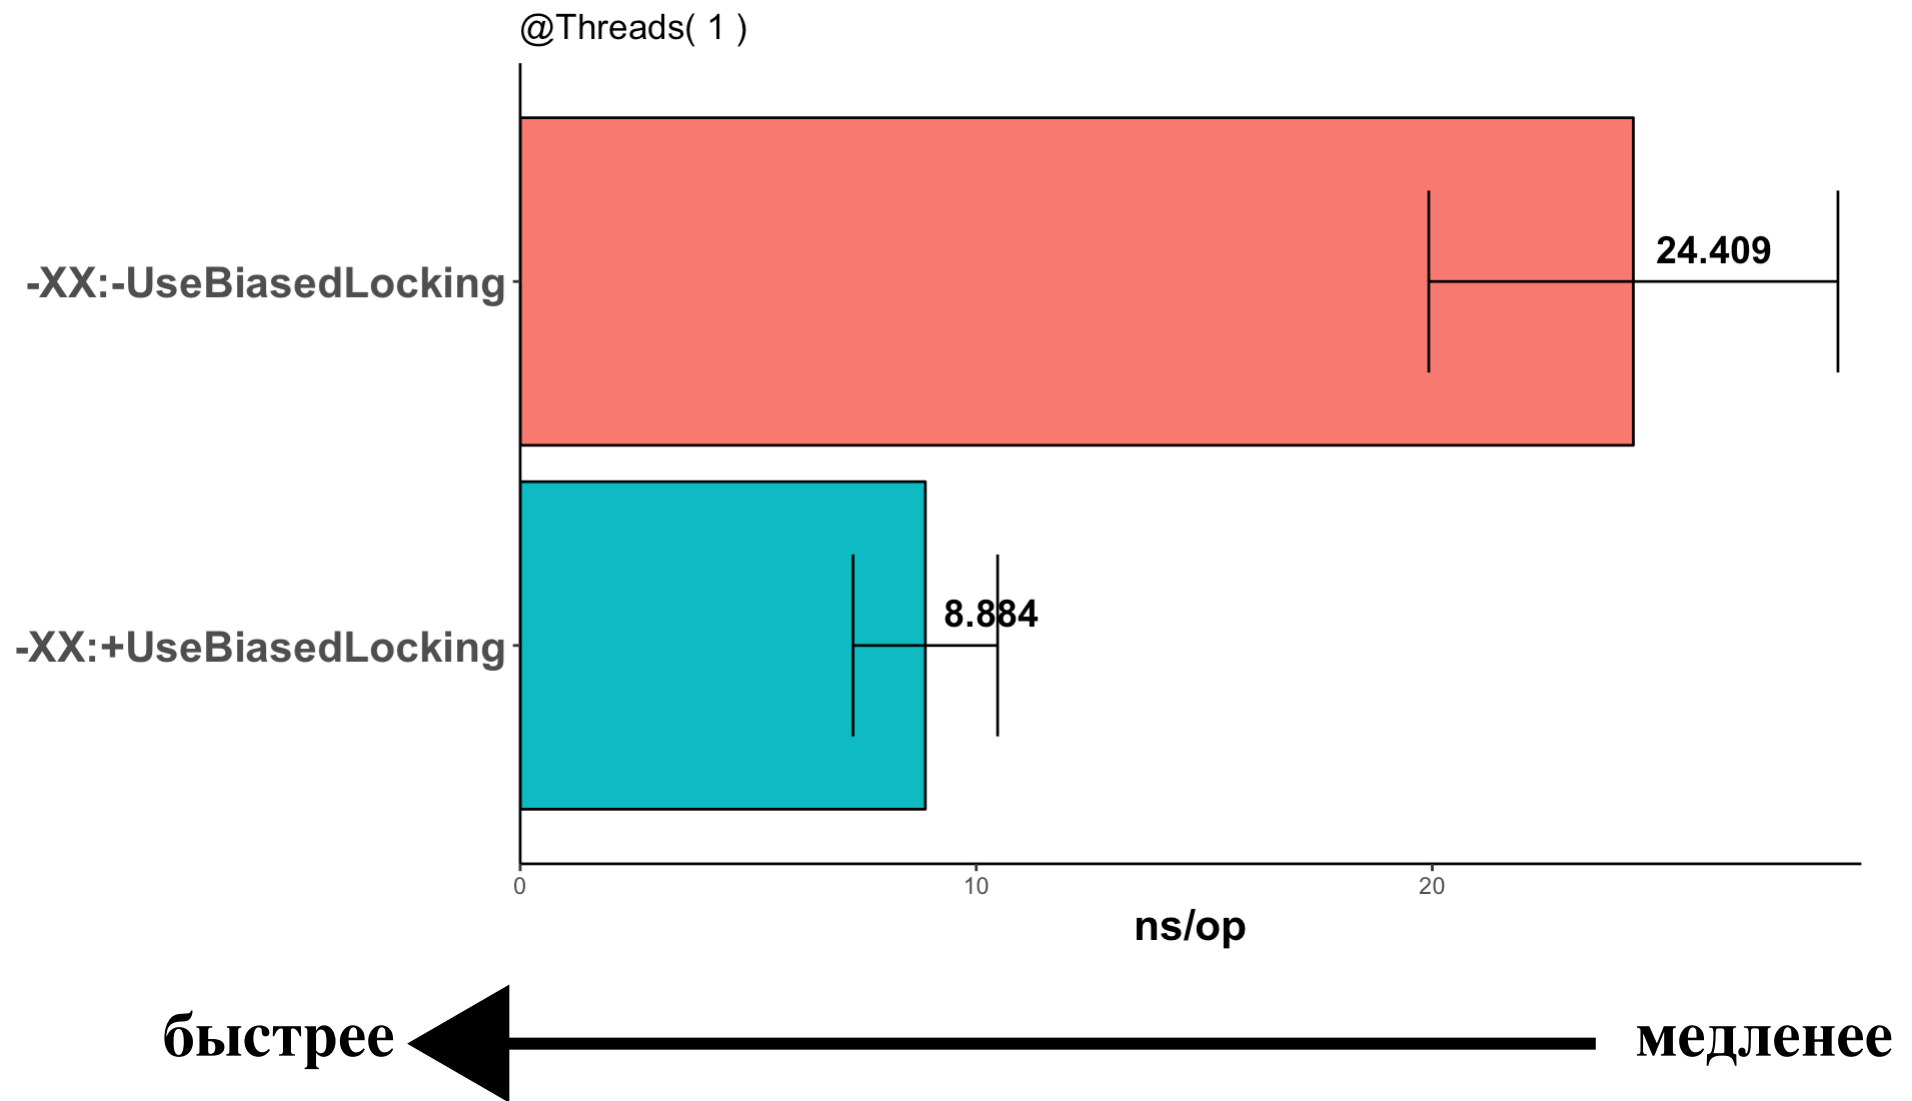 @Threads( 1 )
-XX:-UseBiasedLocking
24.409
-XX:+UseBiasedLocking
8.884
0 10 20
ns/op
быстрее медленее